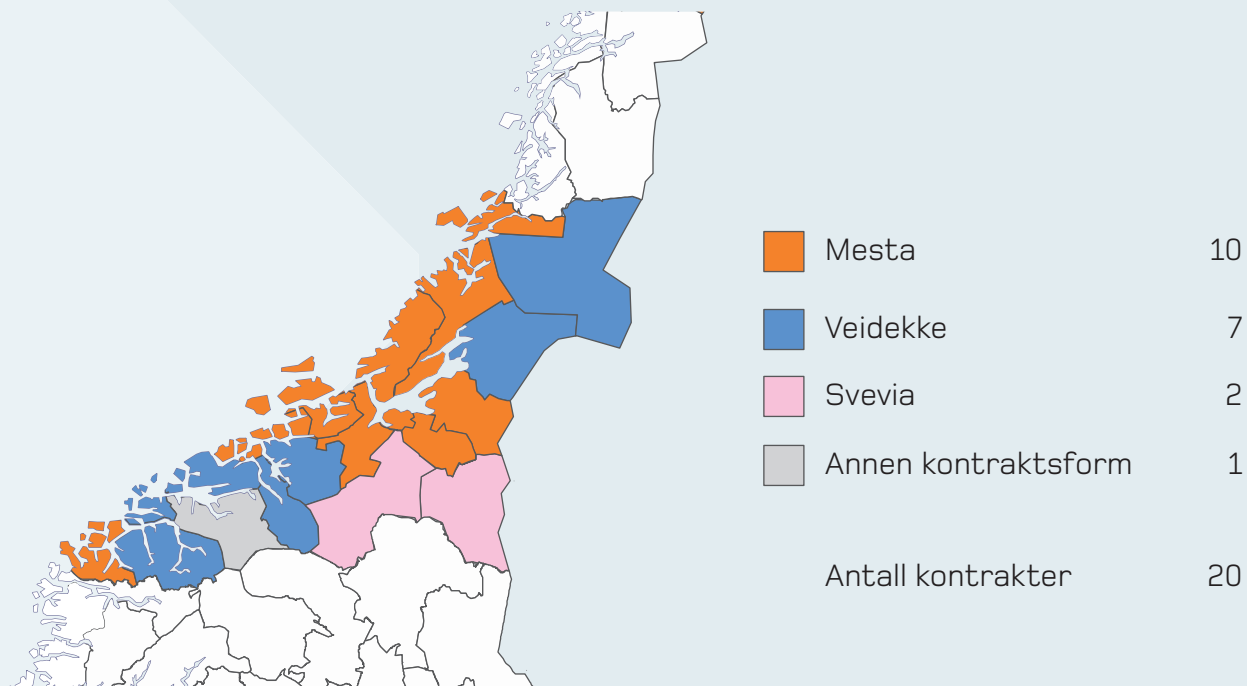 Mesta 10
Veidekke 7
Svevia 2
Annen kontraktsform 1
Antall kontrakter 20